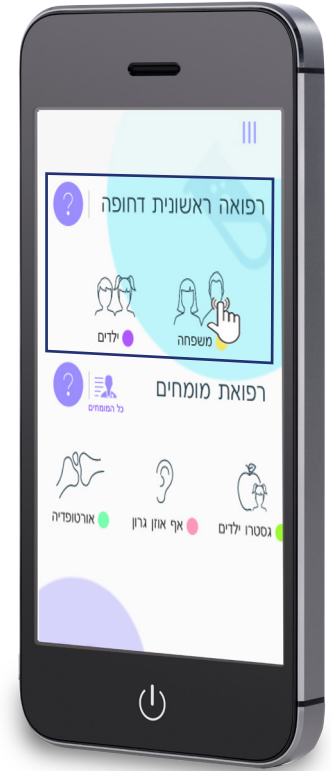 רפואה ראשונית דחופה ?
משפחה
ילדים
רפואת מומחים
כל המומחים
?
גסטרו ילדים
אף אוזן גרון
אורטופדיה